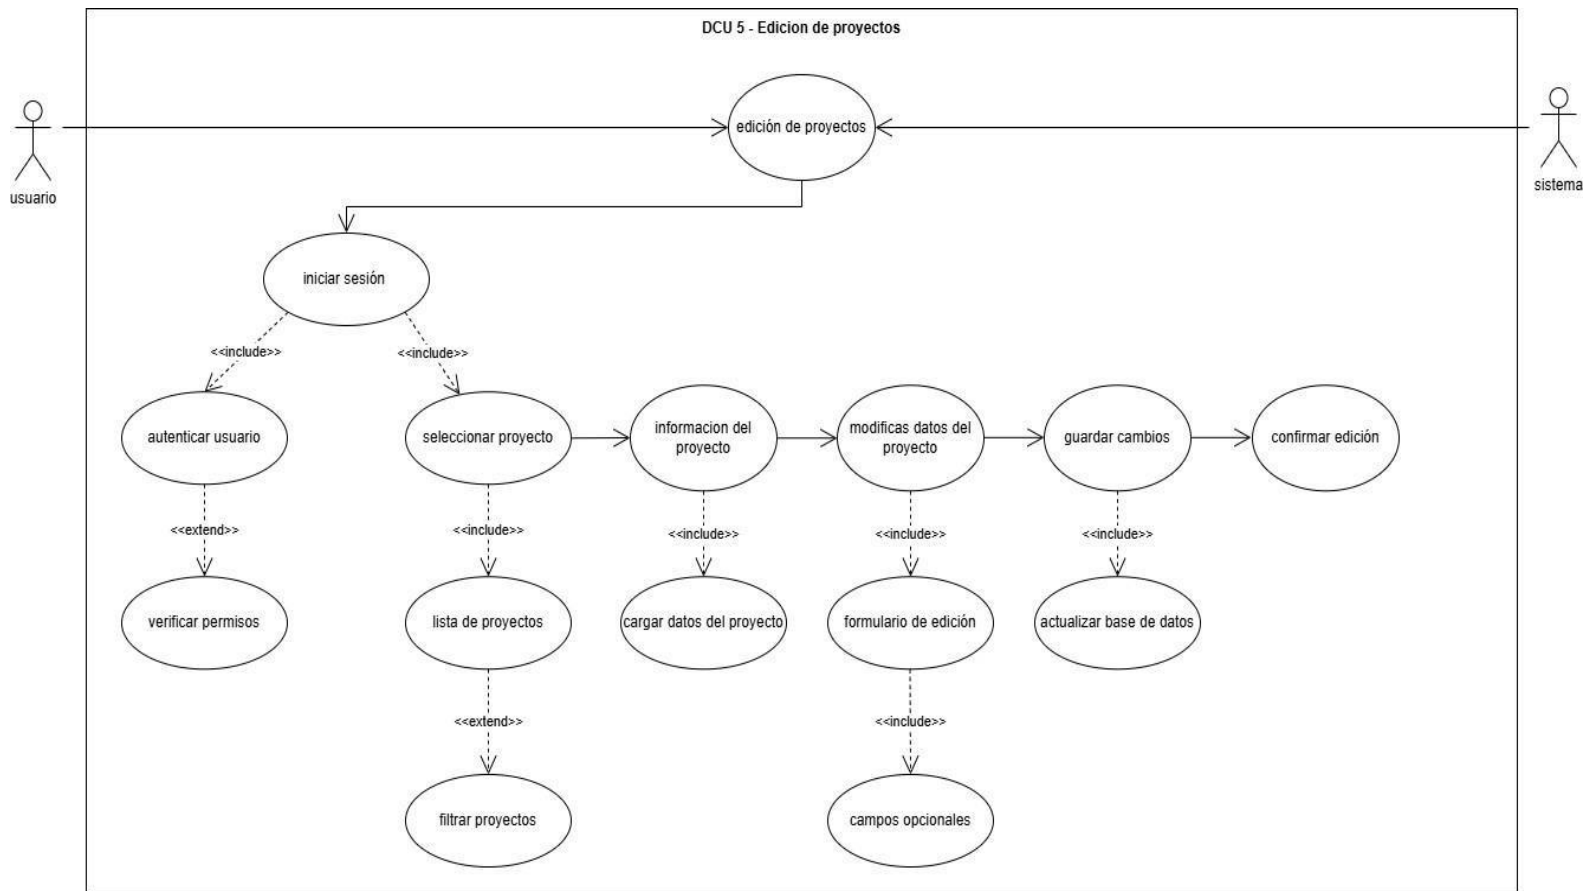 DCU 5 - Edicion de proyectos
edición de proyectos
usuario
sistema
iniciar sesión
<<include>>
<<include>>
autenticar usuario
seleccionar proyecto
informacion del
proyecto
modificas datos del
proyecto
guardar cambios
confirmar edición
<<extend>>
<<include>>
<<include>>
<<include>>
<<include>>
verificar permisos
lista de proyectos
cargar datos del proyecto
formulario de edición
actualizar base de datos
<<extend>>
<<include>>
filtrar proyectos
campos opcionales